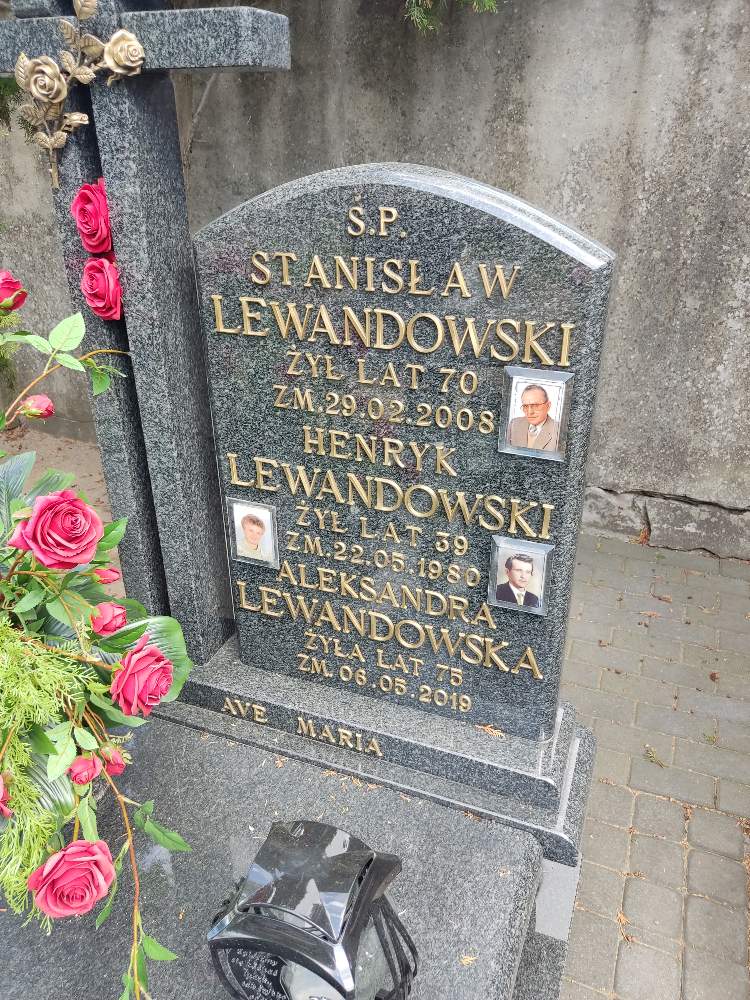 Ś.P.
STANISŁAW
LEWANDOWSKI
ŻYŁ LAT 70
ZM.29.02.2008
HENRYK
LEWANDOWSKI
ŻYŁ LAT 39
ZM.22.05.1980
ALEKSANDRA
LEWANDOWSKA
ŻYŁA LAT 75
ZM.06.05.2019
AVE MARIA